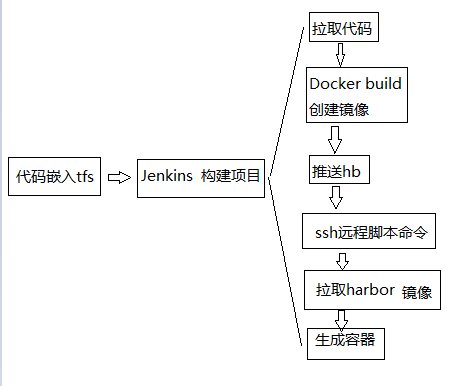 拉取代码
Docker build
创建镜像
代码嵌入tfs
Jenkins 构建项目
推送hb
ssh远程脚本命令
拉取harbor 镜像
生成容器